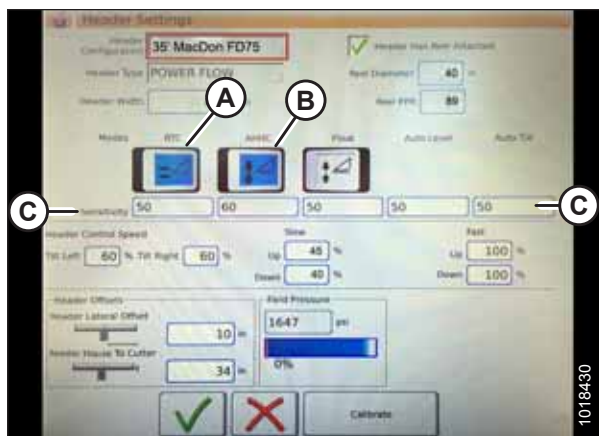 Header Settings
Header Configuration 35' MacDon FD75 Header Has Reel Attached
Header Type POWER FLOW Reel Diameter 40 in
Header Width Reel PPR 89
A B
Modes RTC AHHC Float Auto Level Auto Tilt
C Sensitivity 50 60 50 50 50 C
Header Control Speed Slow Fast
Tilt Left 60 % Tilt Right 60 % Up 45 % Up 100 %
Down 40 % Down 100 %
Header Offsets Field Pressure
Header Lateral Offset 1647 psi
10 in
Feeder House To Cutter 0%
34 in
Calibrate
1018430